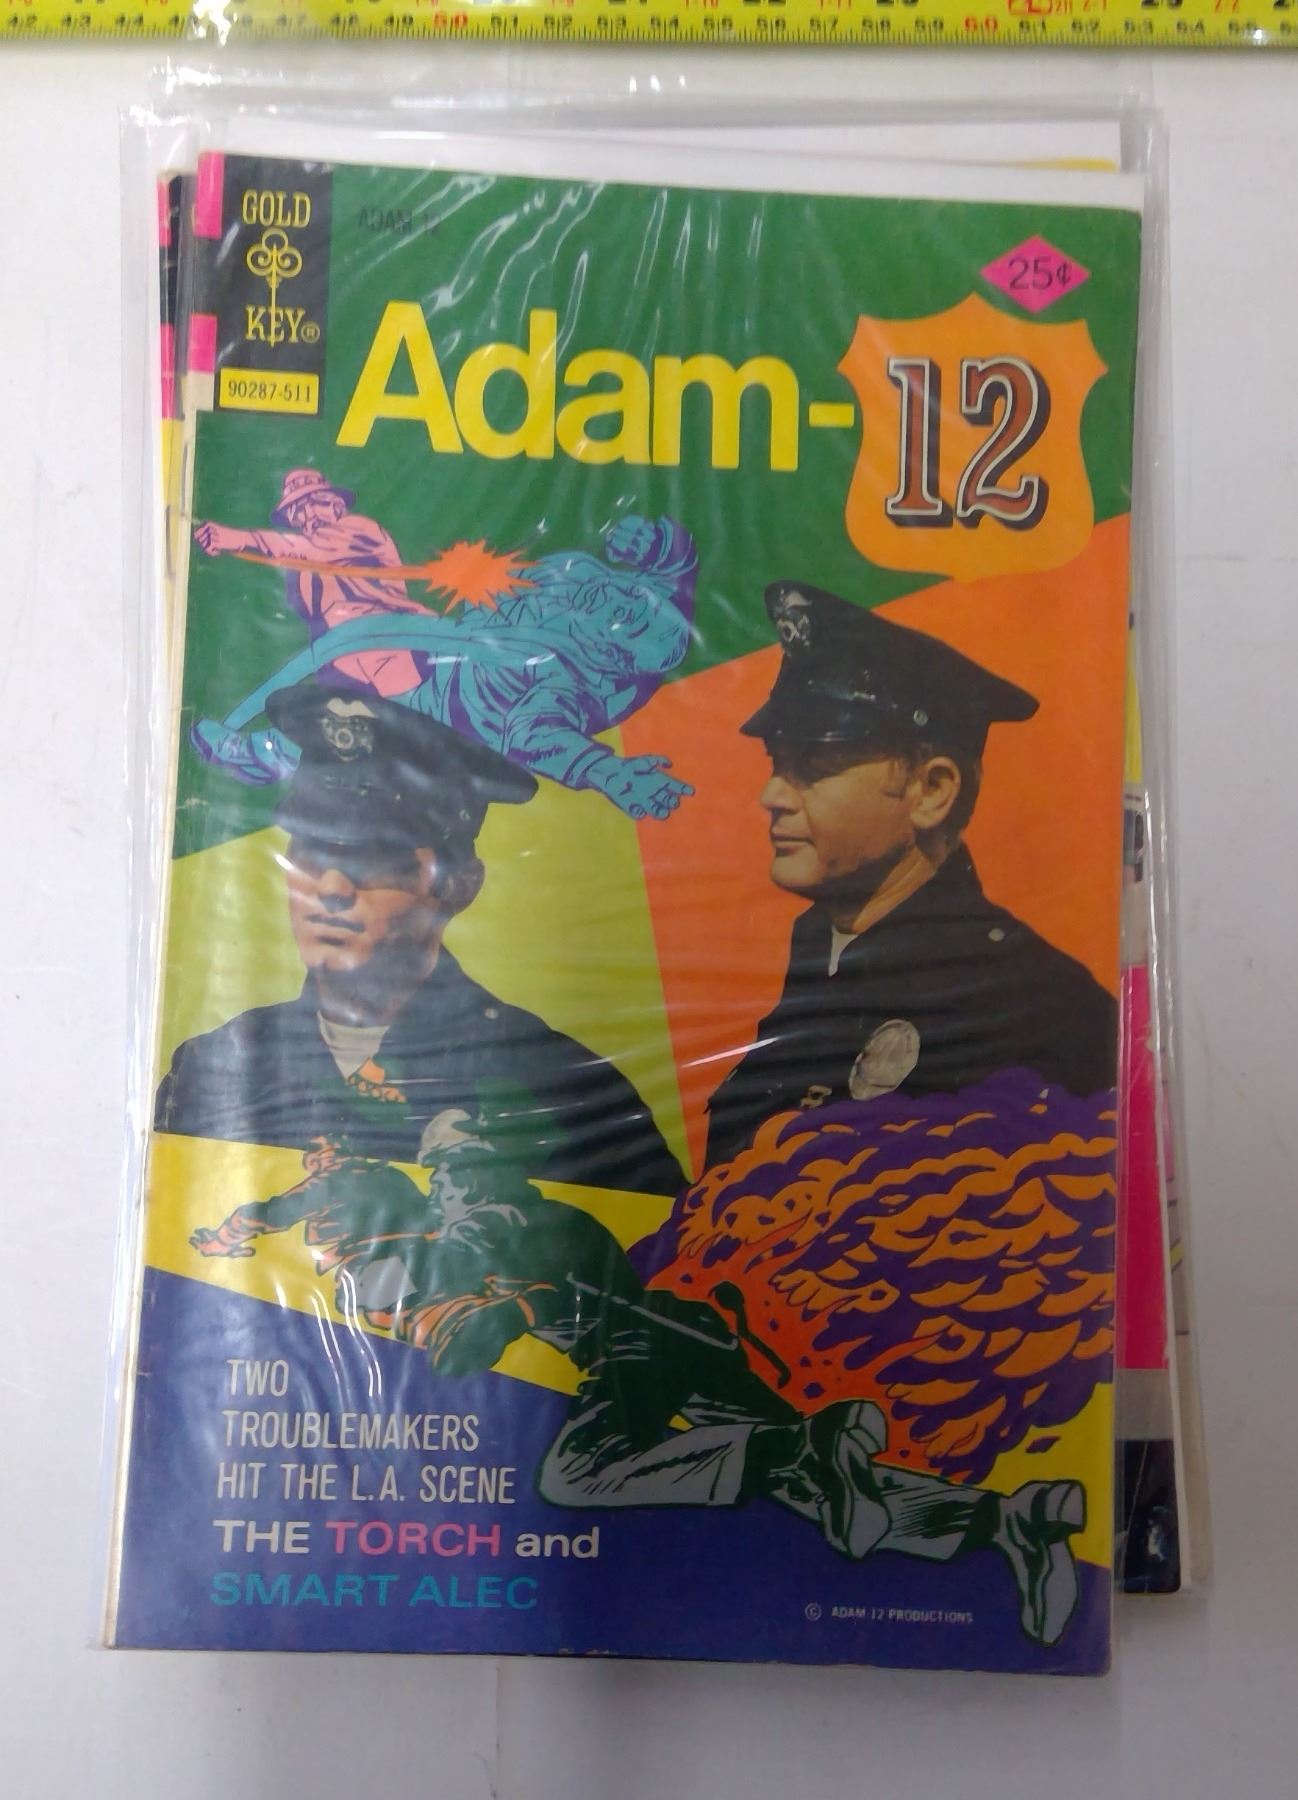 GOLD
KEY®
90287-511
ADAM 12
25¢
Adam-12
TWO
TROUBLEMAKERS
HIT THE L.A. SCENE
THE TORCH and
SMART ALEC
© ADAM 12 PRODUCTIONS